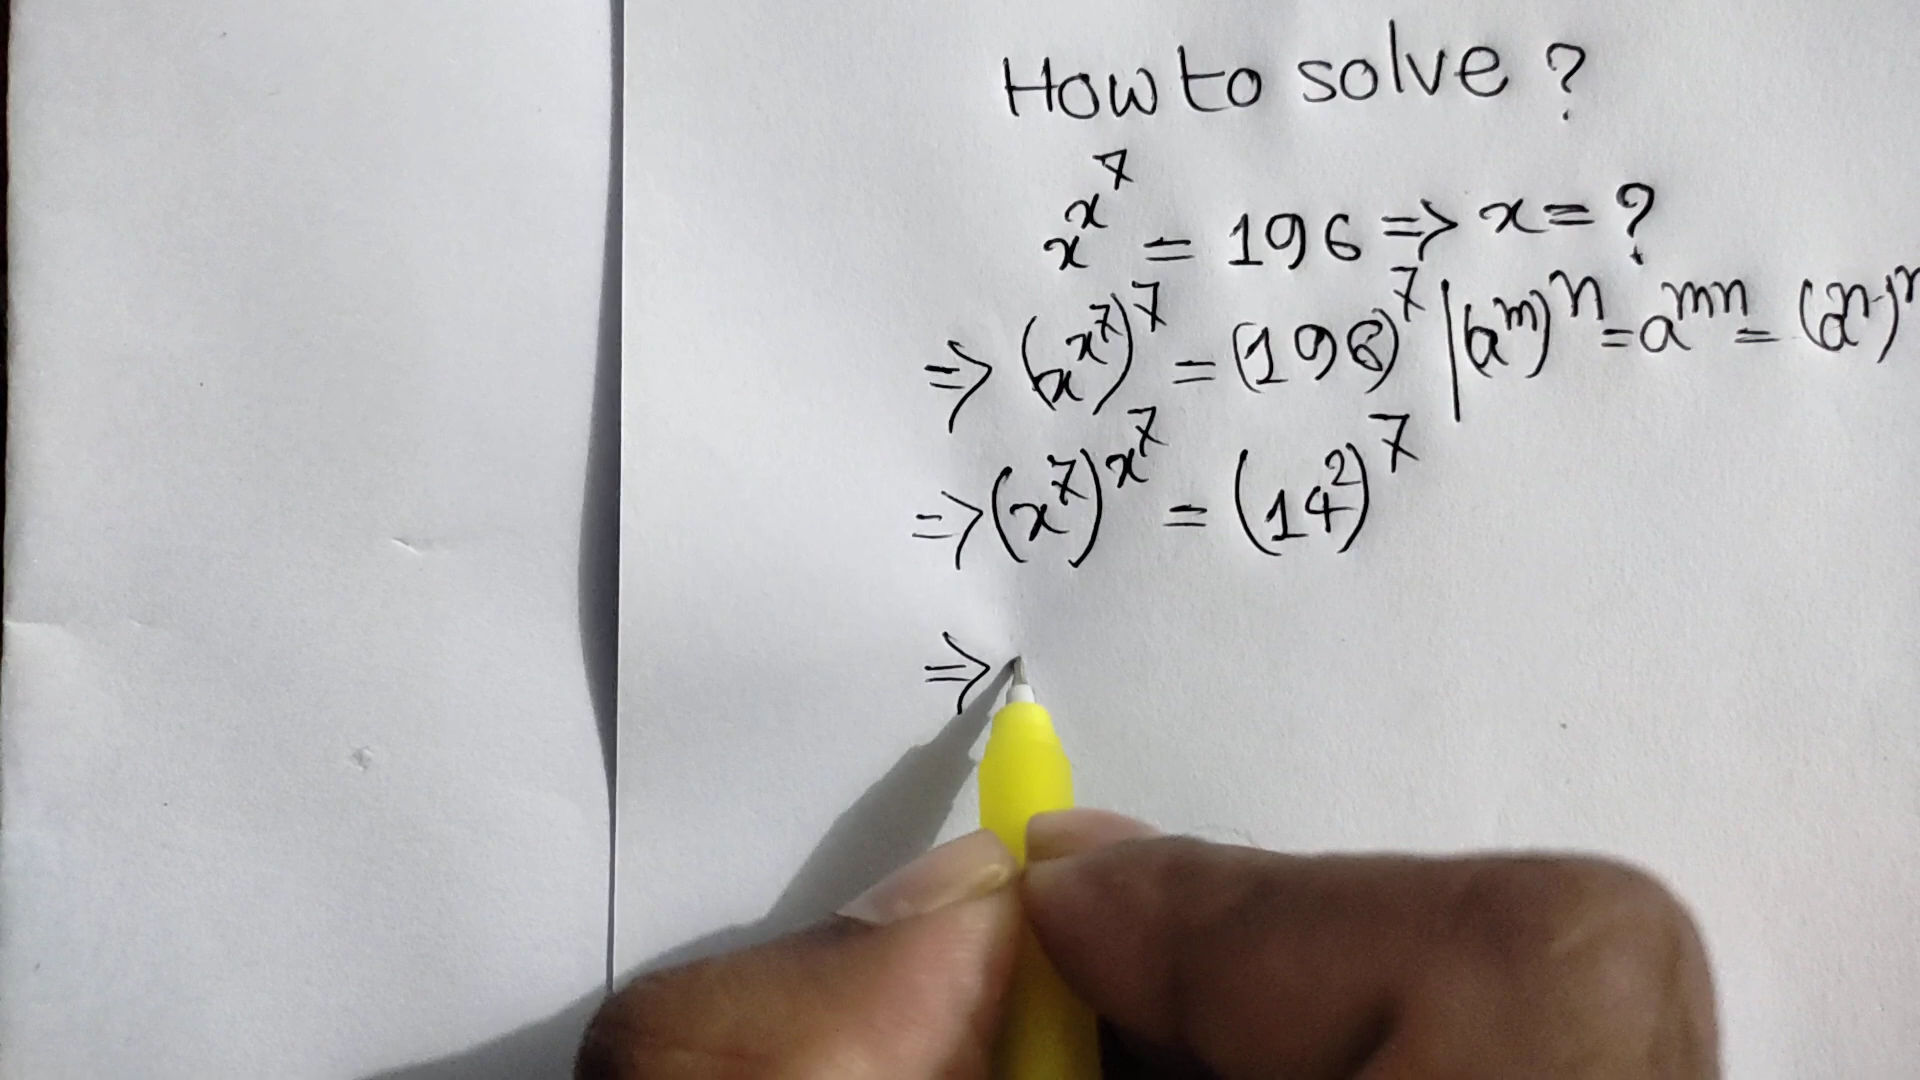 How to solve ?
x^x^7 = 196 ⇒ x = ?
⇒ (x^x^7)^7 = (196)^7 | (a^m)^n = a^mn = (a^n)
⇒ (x^7)^x^7 = (14^2)^7
⇒